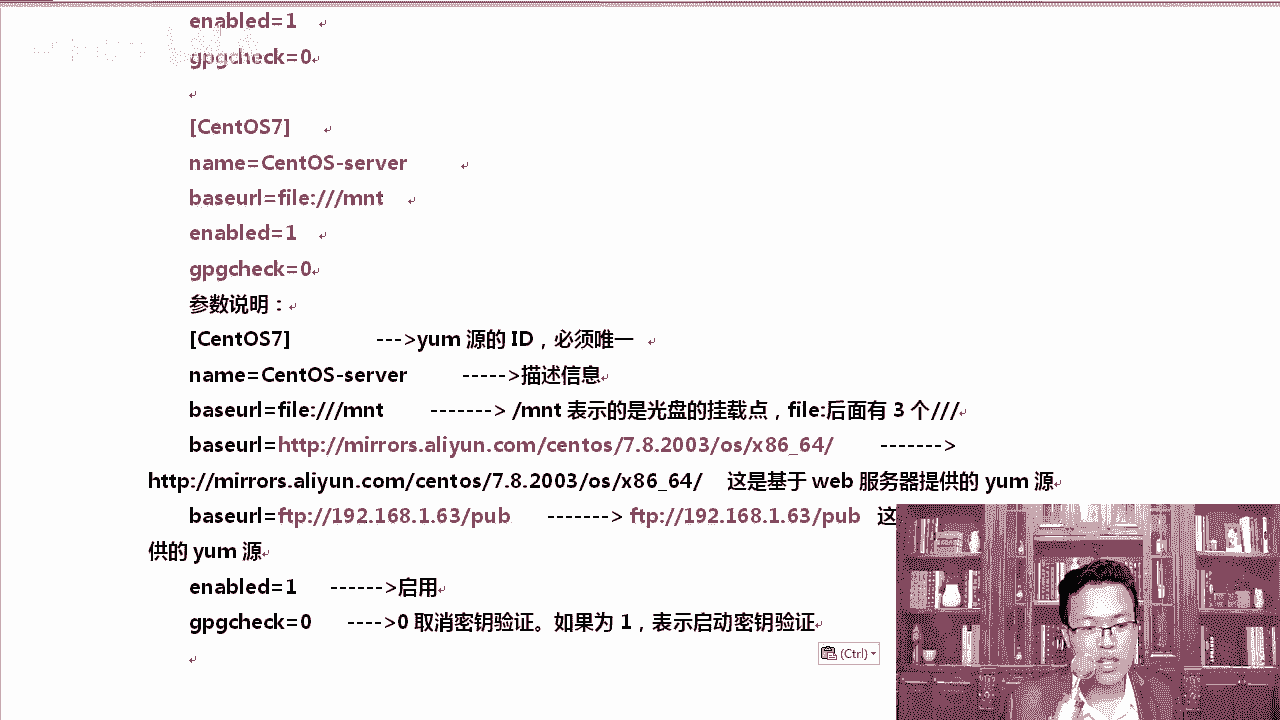 enabled=1
gpgcheck=0
[CentOS7]
name=CentOS-server
baseurl=file:///mnt
enabled=1
gpgcheck=0
参数说明：
[CentOS7] --->yum 源的 ID，必须唯一
name=CentOS-server ----->描述信息
baseurl=file:///mnt -------> /mnt 表示的是光盘的挂载点，file:后面有 3 个///
baseurl=http://mirrors.aliyun.com/centos/7.8.2003/os/x86_64/ ------->
http://mirrors.aliyun.com/centos/7.8.2003/os/x86_64/ 这是基于 web 服务器提供的 yum 源
baseurl=ftp://192.168.1.63/pub -------> ftp://192.168.1.63/pub 这
供的 yum 源
enabled=1 ------>启用
gpgcheck=0 ---->0 取消密钥验证。如果为 1，表示启动密钥验证
(Ctrl)